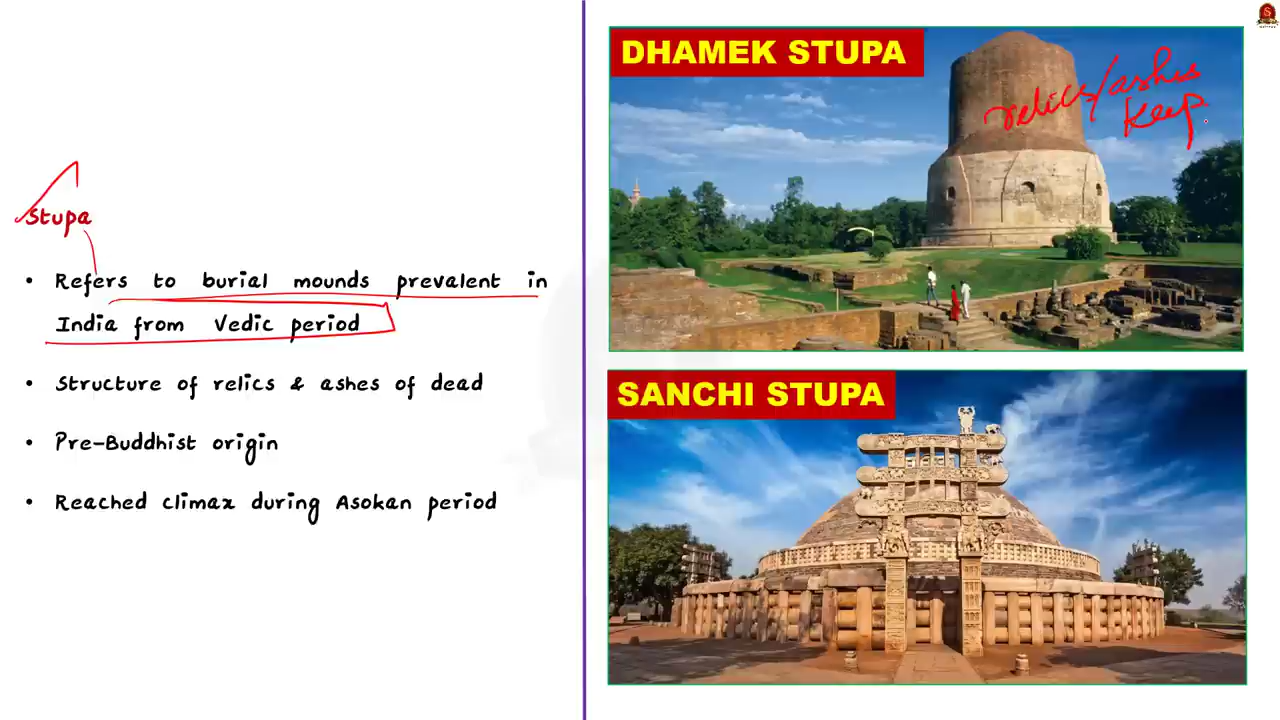 Stupa
• Refers to burial mounds prevalent in
India from Vedic period
• Structure of relics & ashes of dead
• Pre-Buddhist origin
• Reached climax during Asokan period
DHAMEK STUPA
relics/ashes
keep
SANCHI STUPA